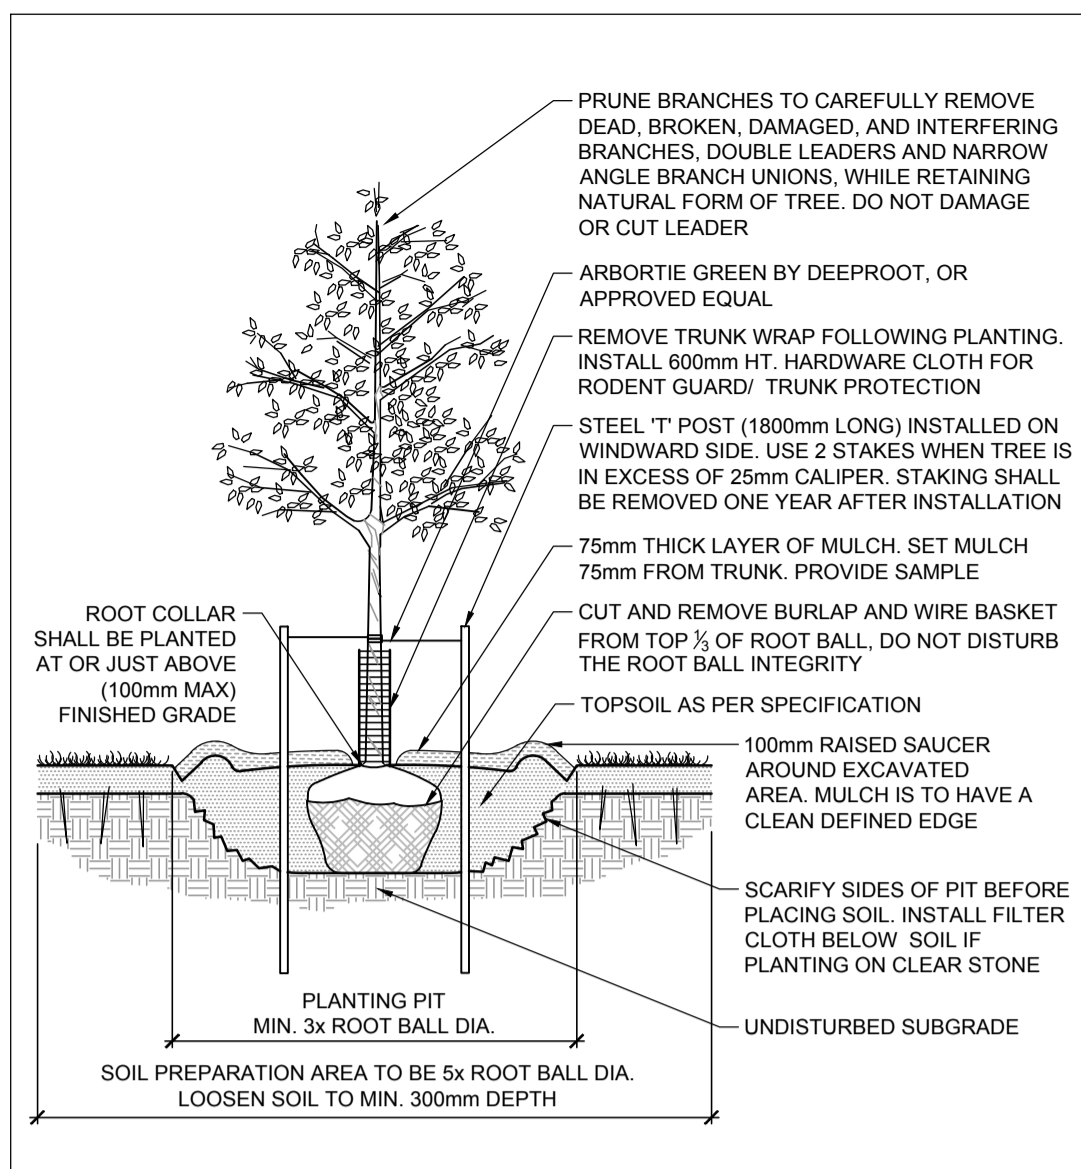 PRUNE BRANCHES TO CAREFULLY REMOVE
DEAD, BROKEN, DAMAGED, AND INTERFERING
BRANCHES, DOUBLE LEADERS AND NARROW
ANGLE BRANCH UNIONS, WHILE RETAINING
NATURAL FORM OF TREE. DO NOT DAMAGE
OR CUT LEADER
ARBORTIE GREEN BY DEEPROOT, OR
APPROVED EQUAL
REMOVE TRUNK WRAP FOLLOWING PLANTING.
INSTALL 600mm HT. HARDWARE CLOTH FOR
RODENT GUARD/ TRUNK PROTECTION
STEEL 'T' POST (1800mm LONG) INSTALLED ON
WINDWARD SIDE. USE 2 STAKES WHEN TREE IS
IN EXCESS OF 25mm CALIPER. STAKING SHALL
BE REMOVED ONE YEAR AFTER INSTALLATION
75mm THICK LAYER OF MULCH. SET MULCH
75mm FROM TRUNK. PROVIDE SAMPLE
CUT AND REMOVE BURLAP AND WIRE BASKET
FROM TOP ⅓ OF ROOT BALL, DO NOT DISTURB
THE ROOT BALL INTEGRITY
ROOT COLLAR
SHALL BE PLANTED
AT OR JUST ABOVE
(100mm MAX)
FINISHED GRADE
TOPSOIL AS PER SPECIFICATION
100mm RAISED SAUCER
AROUND EXCAVATED
AREA. MULCH IS TO HAVE A
CLEAN DEFINED EDGE
SCARIFY SIDES OF PIT BEFORE
PLACING SOIL. INSTALL FILTER
CLOTH BELOW SOIL IF
PLANTING ON CLEAR STONE
UNDISTURBED SUBGRADE
PLANTING PIT
MIN. 3x ROOT BALL DIA.
SOIL PREPARATION AREA TO BE 5x ROOT BALL DIA.
LOOSEN SOIL TO MIN. 300mm DEPTH